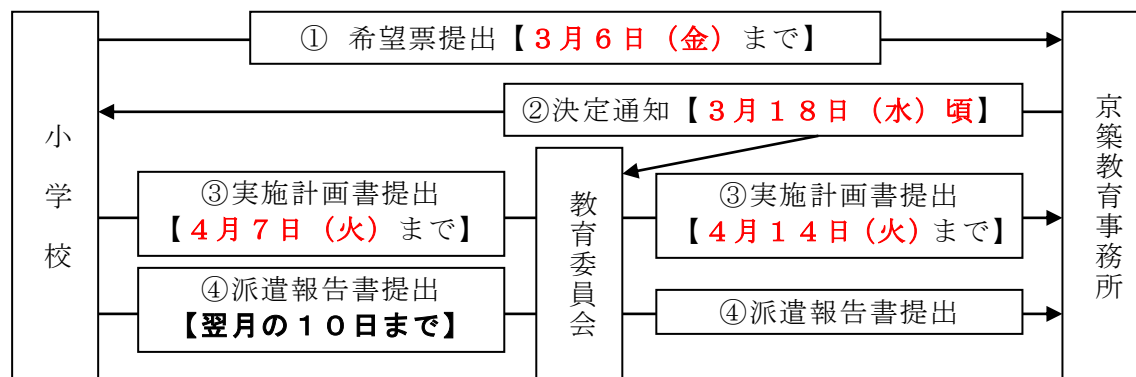 ① 希望票提出【３月６日（金）まで】
②決定通知【３月１８日（水）頃】
小学校
京築教育事務所
教育委員会
③実施計画書提出
【４月７日（火）まで】
③実施計画書提出
【４月１４日（火）まで】
④派遣報告書提出
【翌月の１０日まで】
④派遣報告書提出